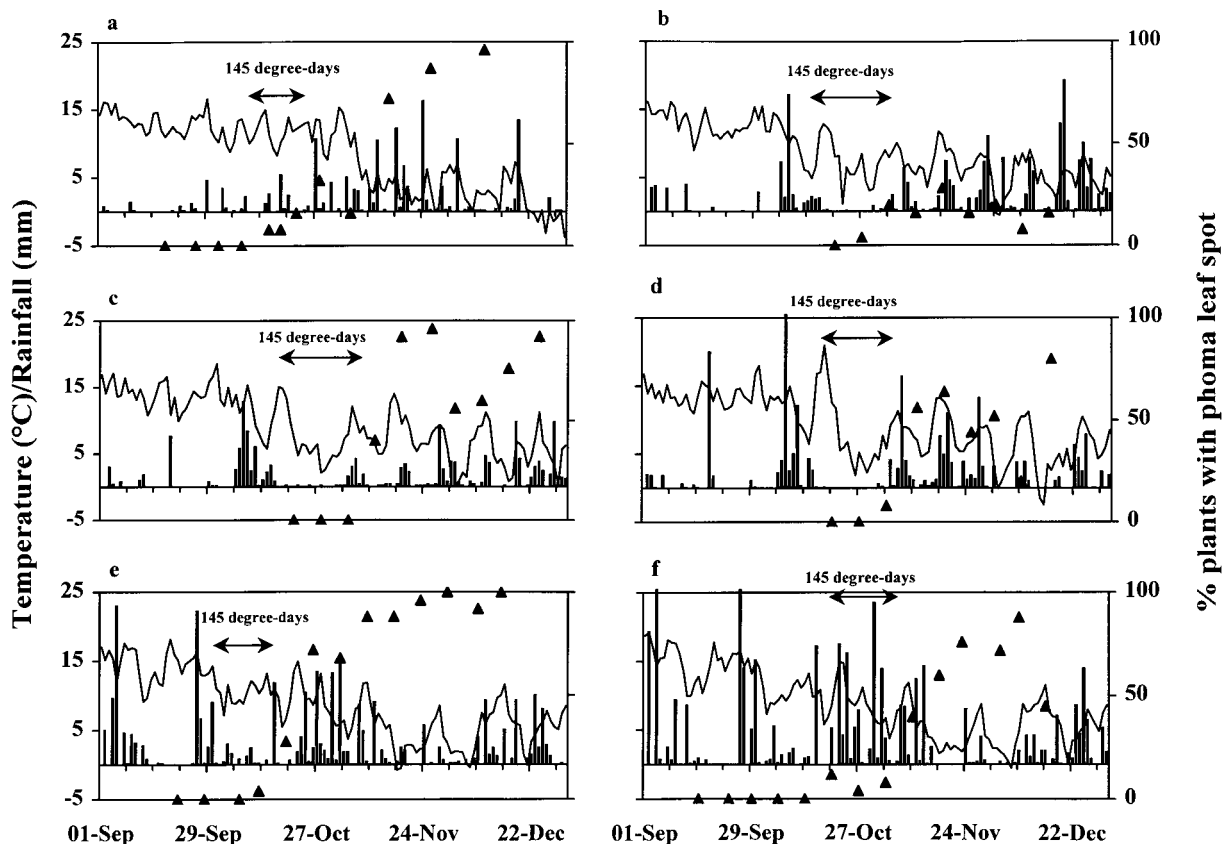 a
b
25
15
5
-5
145 degree-days
145 degree-days
100
50
0
c
d
25
15
5
-5
145 degree-days
145 degree-days
100
50
0
e
f
25
15
5
-5
145 degree-days
145 degree-days
100
50
0
01-Sep 29-Sep 27-Oct 24-Nov 22-Dec
01-Sep 29-Sep 27-Oct 24-Nov 22-Dec
Temperature (°C)/Rainfall (mm)
% plants with phoma leaf spot